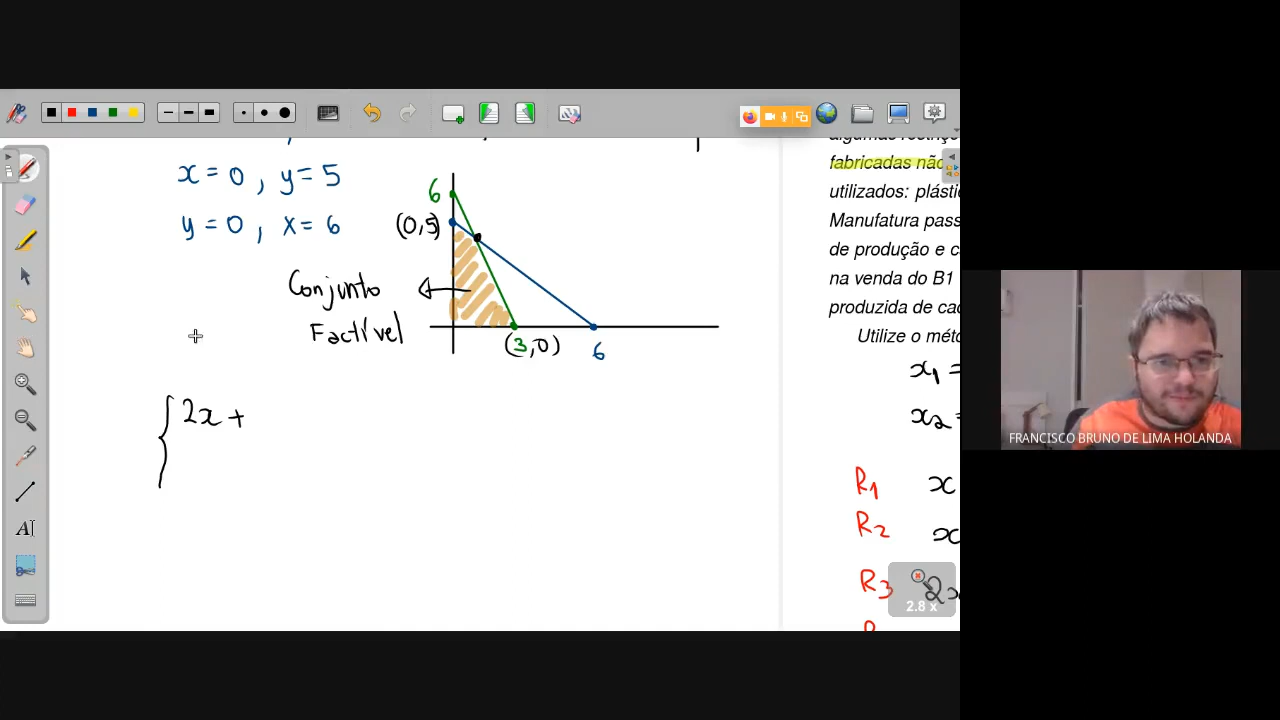 x = 0 , y = 5
y = 0 , x = 6
6
(0,5)
Conjunto
Factível
(3,0)
6
{ 2x +
fabricadas não
utilizados: plástic
Manufatura pass
de produção e c
na venda do B1
produzida de cad
Utilize o méto
x₁ =
x₂ =
R₁ x
R₂ x
R₃ 2x
2.8 x
AI
FRANCISCO BRUNO DE LIMA HOLANDA